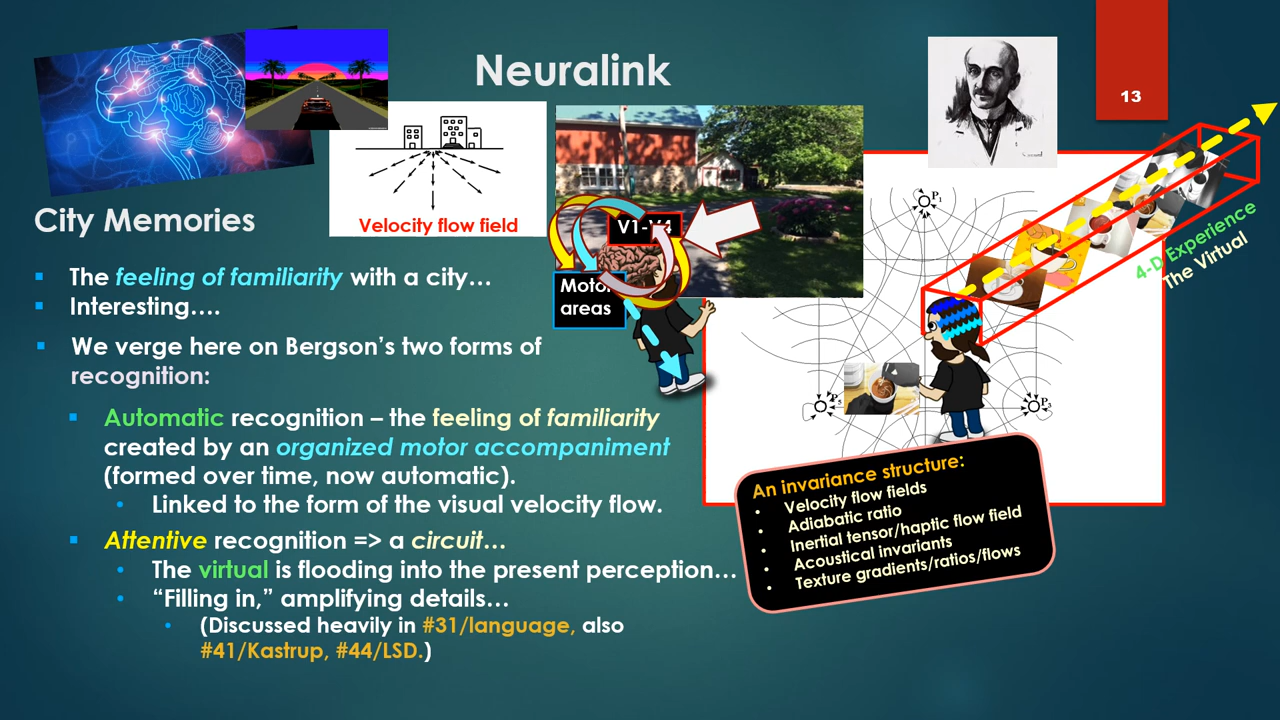 Neuralink
13
Velocity flow field
City Memories
The feeling of familiarity with a city…
Interesting….
We verge here on Bergson's two forms of
recognition:
Automatic recognition – the feeling of familiarity
created by an organized motor accompaniment
(formed over time, now automatic).
Linked to the form of the visual velocity flow.
Attentive recognition => a circuit…
The virtual is flooding into the present perception…
"Filling in," amplifying details…
(Discussed heavily in #31/language, also
#41/Kastrup, #44/LSD.)
V1-V4
Motor
areas
P1
P3
4-D Experience
The Virtual
An invariance structure:
Velocity flow fields
Adiabatic ratio
Inertial tensor/haptic flow field
Acoustical invariants
Texture gradients/ratios/flows